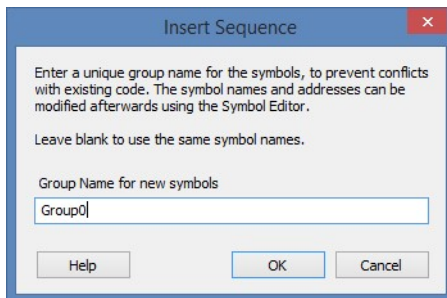 Insert Sequence
Enter a unique group name for the symbols, to prevent conflicts
with existing code. The symbol names and addresses can be
modified afterwards using the Symbol Editor.
Leave blank to use the same symbol names.
Group Name for new symbols
Group0
Help OK Cancel